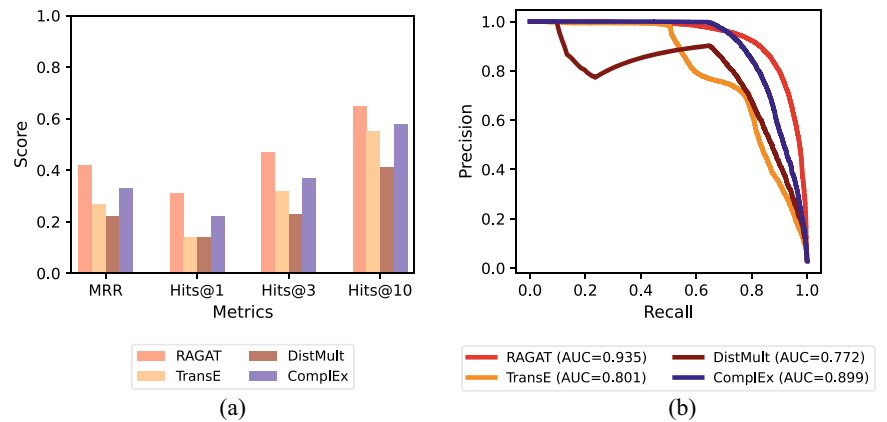 1.0
0.8
0.6
0.4
0.2
0.0
Score
MRR Hits@1 Hits@3 Hits@10
Metrics
RAGAT DistMult
TransE ComplEx
(a)
1.0
0.8
0.6
0.4
0.2
0.0
Precision
0.0 0.2 0.4 0.6 0.8 1.0
Recall
RAGAT (AUC=0.935) DistMult (AUC=0.772)
TransE (AUC=0.801) ComplEx (AUC=0.899)
(b)